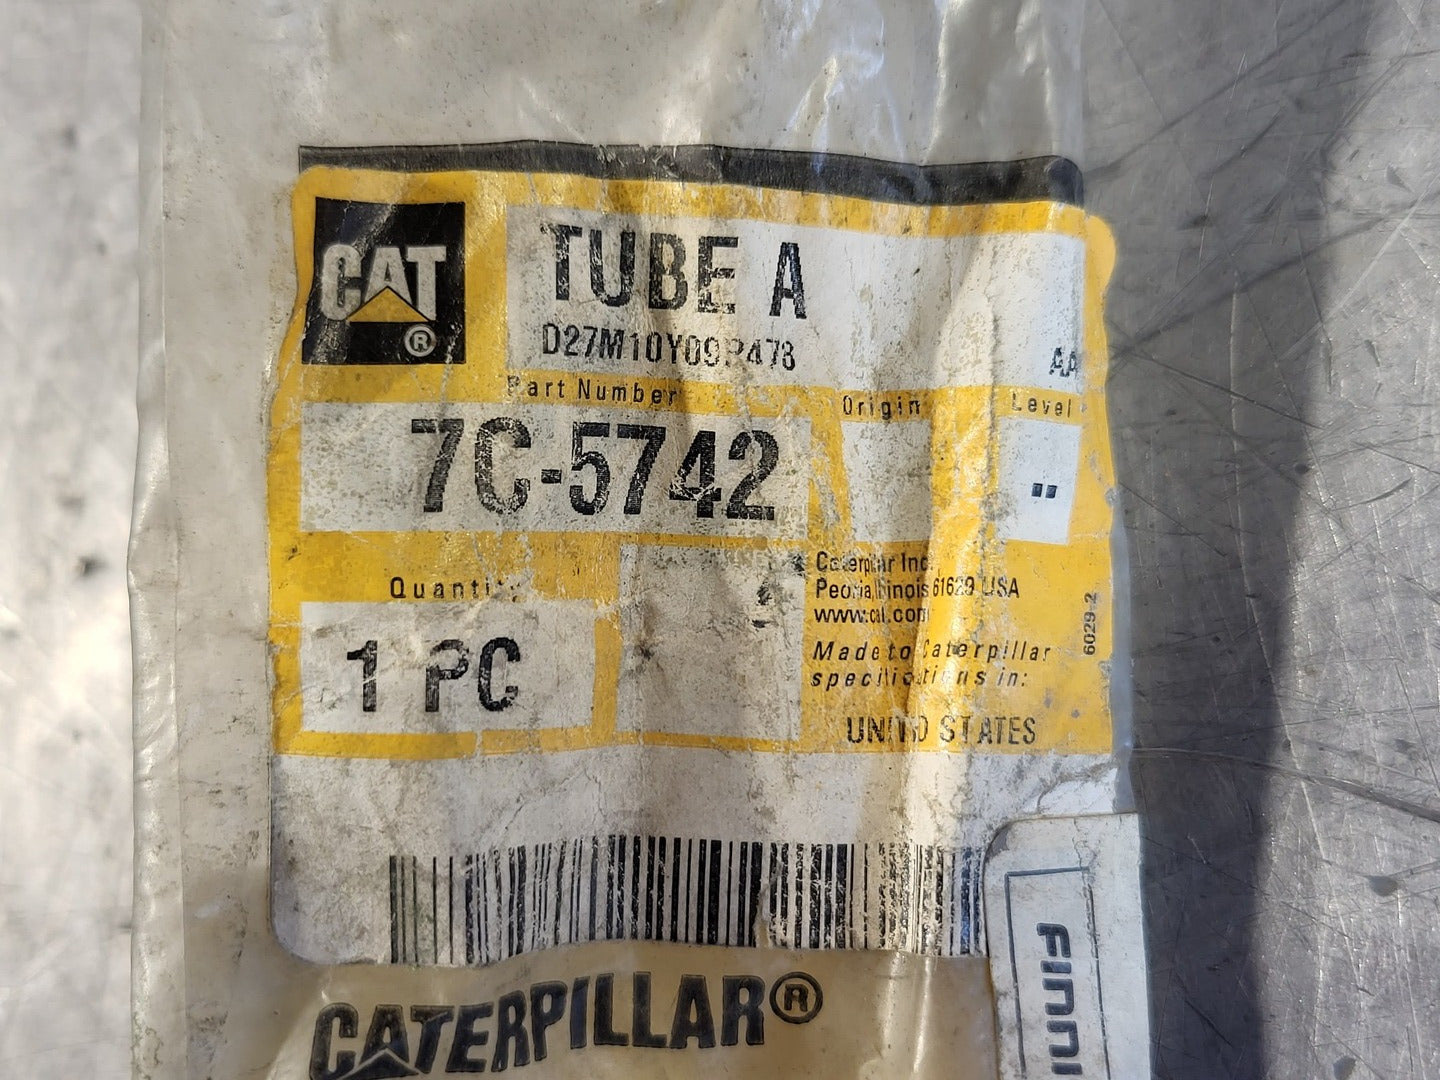 CAT
®
TUBE A
D27M10Y09P478
AA
Part Number
Origin
Level
7C-5742
"
Quantity
1 PC
Caterpillar Inc.
Peoria, Illinois 61629 USA
www.cat.com
Made to Caterpillar
specifications in:
UNITED STATES
6029-2
CATERPILLAR®